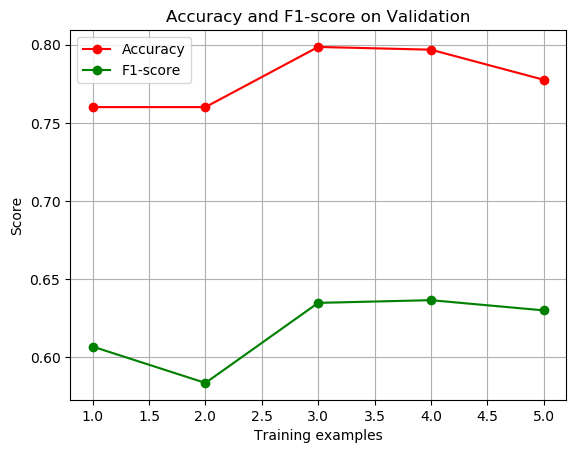 Accuracy and F1-score on Validation
Accuracy
F1-score
0.80
0.75
0.70
0.65
0.60
Score
1.0 1.5 2.0 2.5 3.0 3.5 4.0 4.5 5.0
Training examples